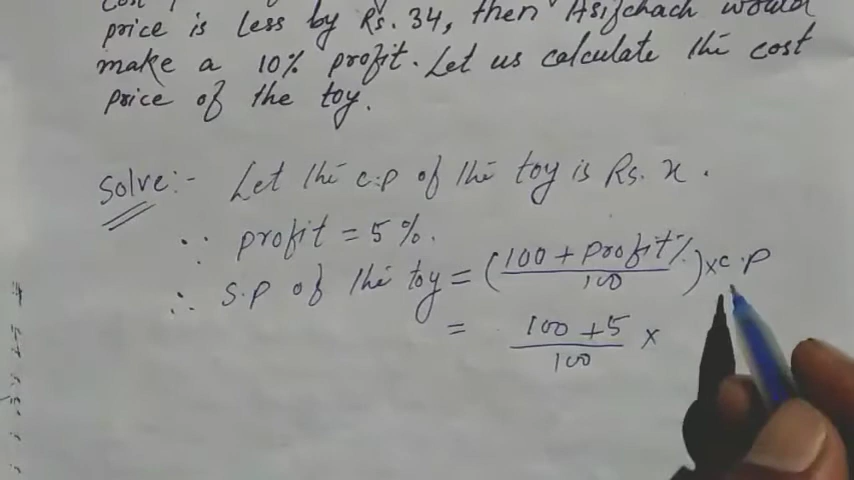 cost
price is less by Rs. 34, then Asifchach would
make a 10% profit. Let us calculate the cost
price of the toy.
Solve:- Let the c.p of the toy is Rs. x.
∵ profit = 5%.
∴ S.P of the toy = (100 + Profit% / 100) × c.p
= 100 + 5 / 100 ×